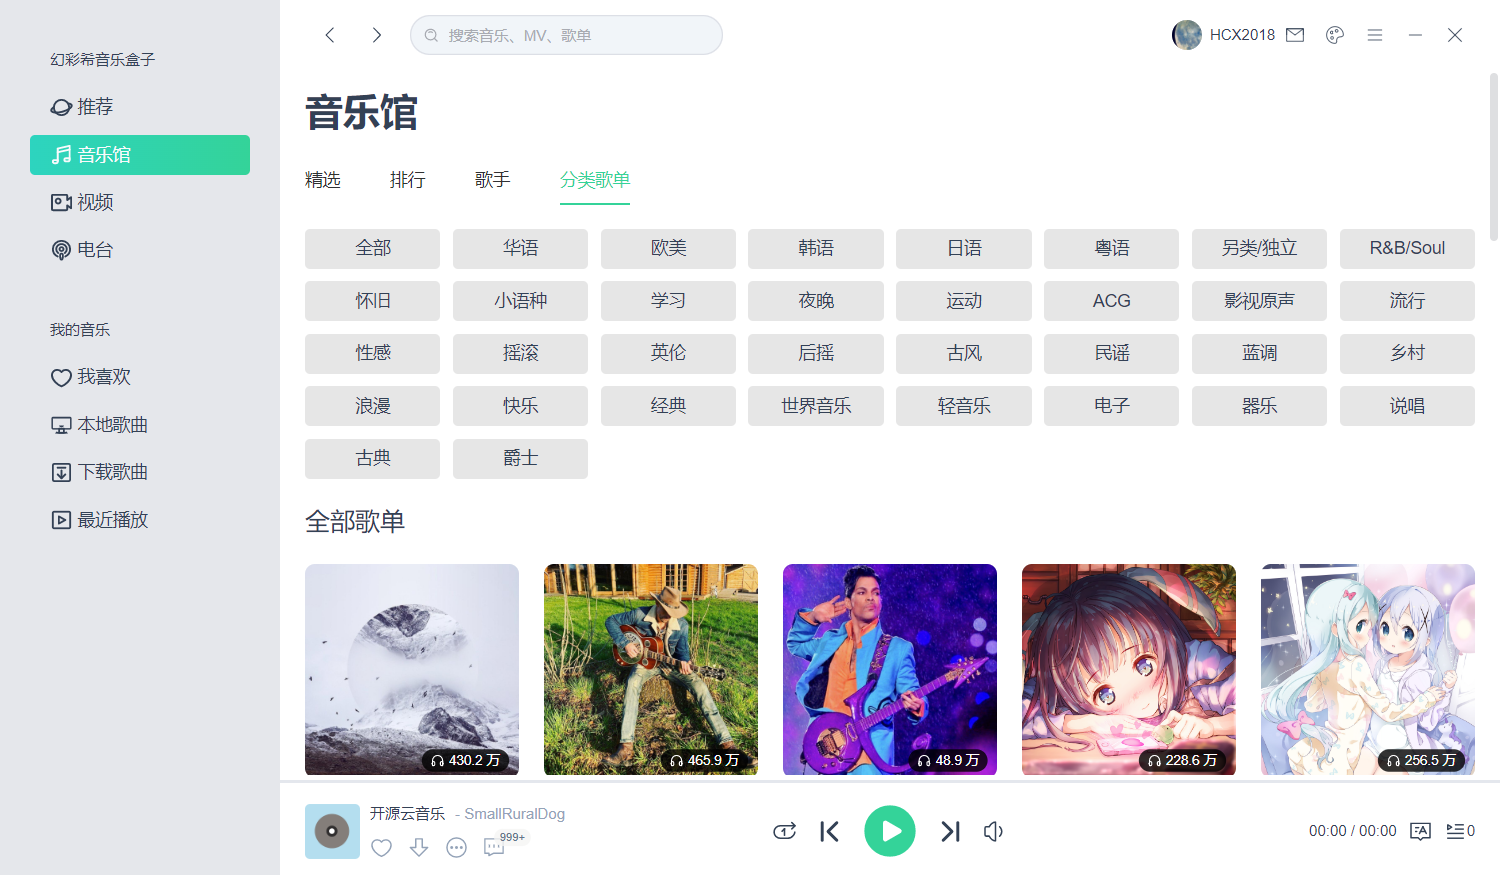 幻彩希音乐盒子
推荐
音乐馆
视频
电台
我的音乐
我喜欢
本地歌曲
下载歌曲
最近播放
搜索音乐、MV、歌单
HCX2018
音乐馆
精选 排行 歌手 分类歌单
全部 华语 欧美 韩语 日语 粤语 另类/独立 R&B/Soul
怀旧 小语种 学习 夜晚 运动 ACG 影视原声 流行
性感 摇滚 英伦 后摇 古风 民谣 蓝调 乡村
浪漫 快乐 经典 世界音乐 轻音乐 电子 器乐 说唱
古典 爵士
全部歌单
430.2 万 465.9 万 48.9 万 228.6 万 256.5 万
开源云音乐 - SmallRuralDog
999+
00:00 / 00:00 0